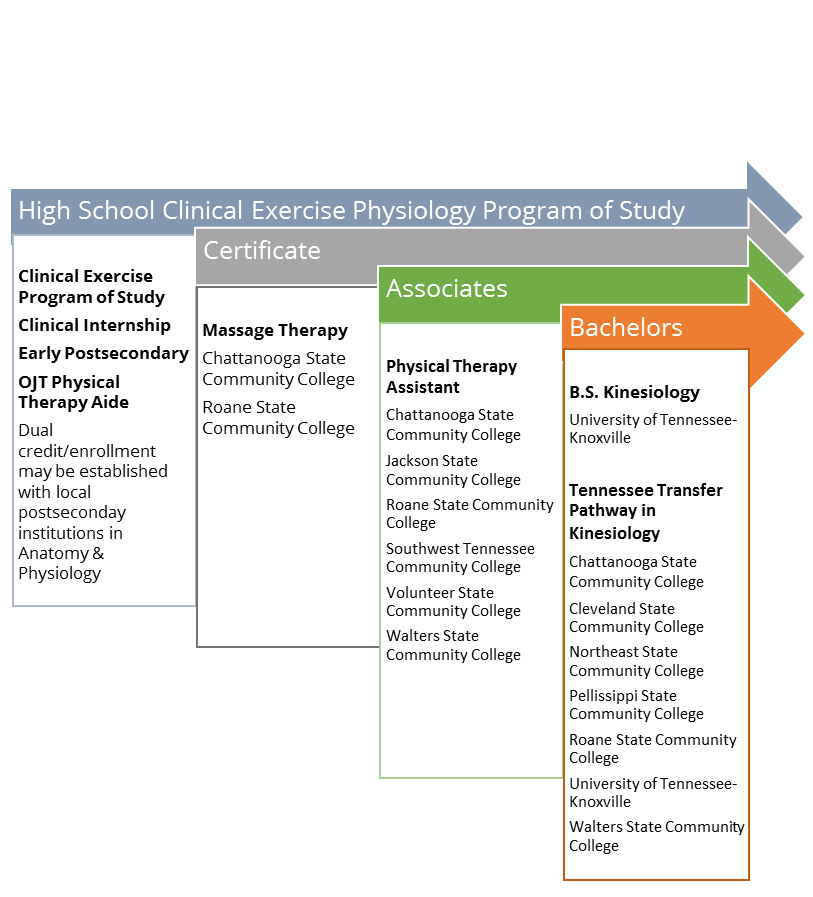 High School Clinical Exercise Physiology Program of Study
Clinical Exercise
Program of Study
Clinical Internship
Early Postsecondary
OJT Physical
Therapy Aide
Dual
credit/enrollment
may be established
with local
postseconday
institutions in
Anatomy &
Physiology
Certificate
Massage Therapy
Chattanooga State
Community College
Roane State
Community College
Associates
Physical Therapy
Assistant
Chattanooga State
Community College
Jackson State
Community College
Roane State Community
College
Southwest Tennessee
Community College
Volunteer State
Community College
Walters State
Community College
Bachelors
B.S. Kinesiology
University of Tennessee-
Knoxville
Tennessee Transfer
Pathway in
Kinesiology
Chattanooga State
Community College
Cleveland State
Community College
Northeast State
Community College
Pellissippi State
Community College
Roane State Community
College
University of Tennessee-
Knoxville
Walters State Community
College